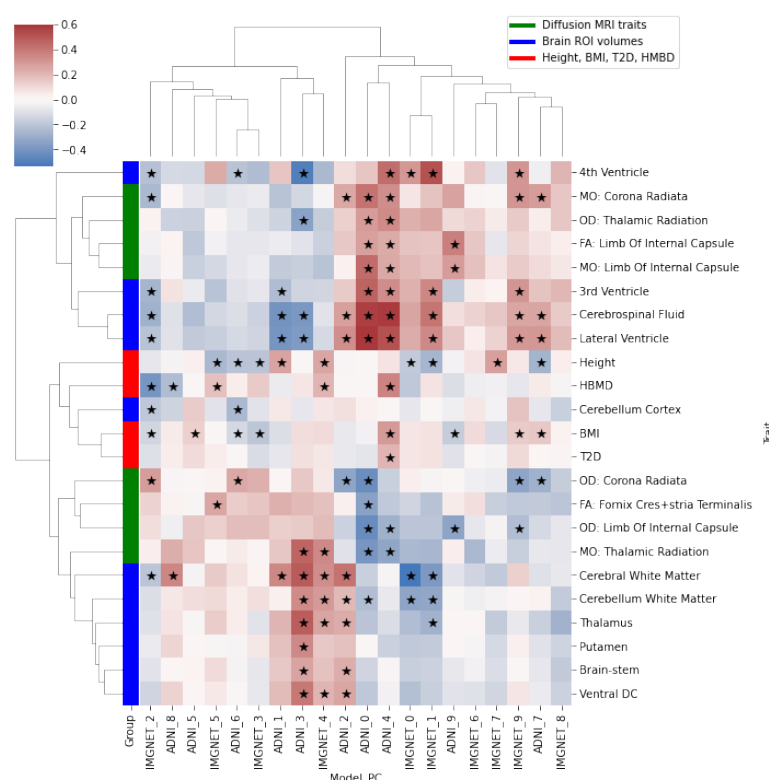 0.6
0.4
0.2
0.0
−0.2
−0.4
Diffusion MRI traits
Brain ROI volumes
Height, BMI, T2D, HMBD
4th Ventricle
MO: Corona Radiata
OD: Thalamic Radiation
FA: Limb Of Internal Capsule
MO: Limb Of Internal Capsule
3rd Ventricle
Cerebrospinal Fluid
Lateral Ventricle
Height
HBMD
Cerebellum Cortex
BMI
T2D
OD: Corona Radiata
FA: Fornix Cres+stria Terminalis
OD: Limb Of Internal Capsule
MO: Thalamic Radiation
Cerebral White Matter
Cerebellum White Matter
Thalamus
Putamen
Brain-stem
Ventral DC
Trait
Group
IMGNET_2
ADNI_8
ADNI_5
IMGNET_5
ADNI_6
IMGNET_3
ADNI_1
ADNI_3
IMGNET_4
ADNI_2
ADNI_0
ADNI_4
IMGNET_0
IMGNET_1
ADNI_9
IMGNET_6
IMGNET_7
IMGNET_9
ADNI_7
IMGNET_8
Model_PC